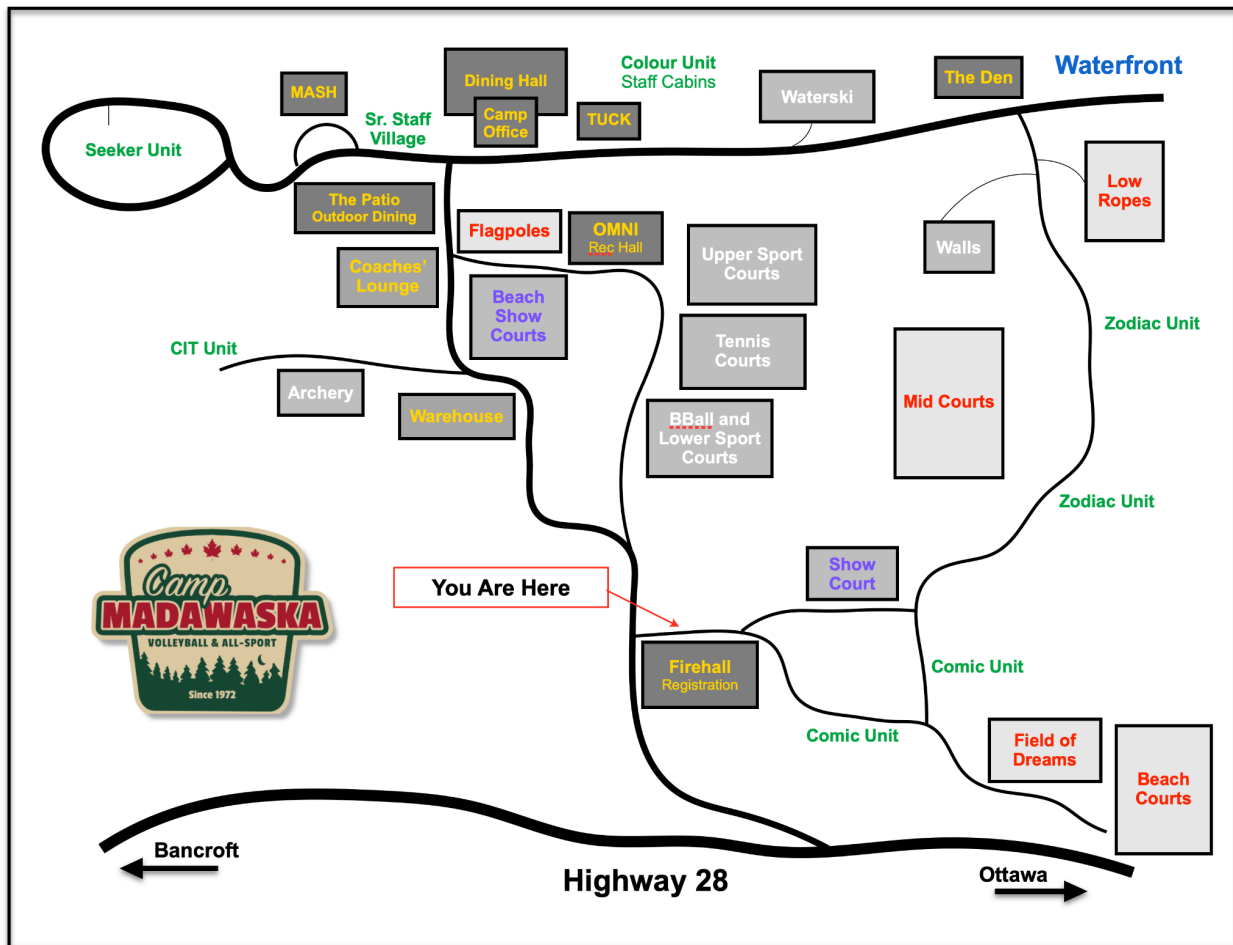 Colour Unit
Staff Cabins
Waterfront
MASH
Dining Hall
The Den
Waterski
Camp
Office
TUCK
Sr. Staff
Village
Seeker Unit
Low
Ropes
The Patio
Outdoor Dining
Flagpoles
OMNI
Rec Hall
Upper Sport
Courts
Walls
Coaches’
Lounge
Beach
Show
Courts
Zodiac Unit
CIT Unit
Tennis
Courts
Archery
Warehouse
BBall and
Lower Sport
Courts
Mid Courts
Zodiac Unit
Camp
MADAWASKA
VOLLEYBALL & ALL-SPORT
Since 1972
You Are Here
Show
Court
Firehall
Registration
Comic Unit
Comic Unit
Field of
Dreams
Beach
Courts
Bancroft
Highway 28
Ottawa